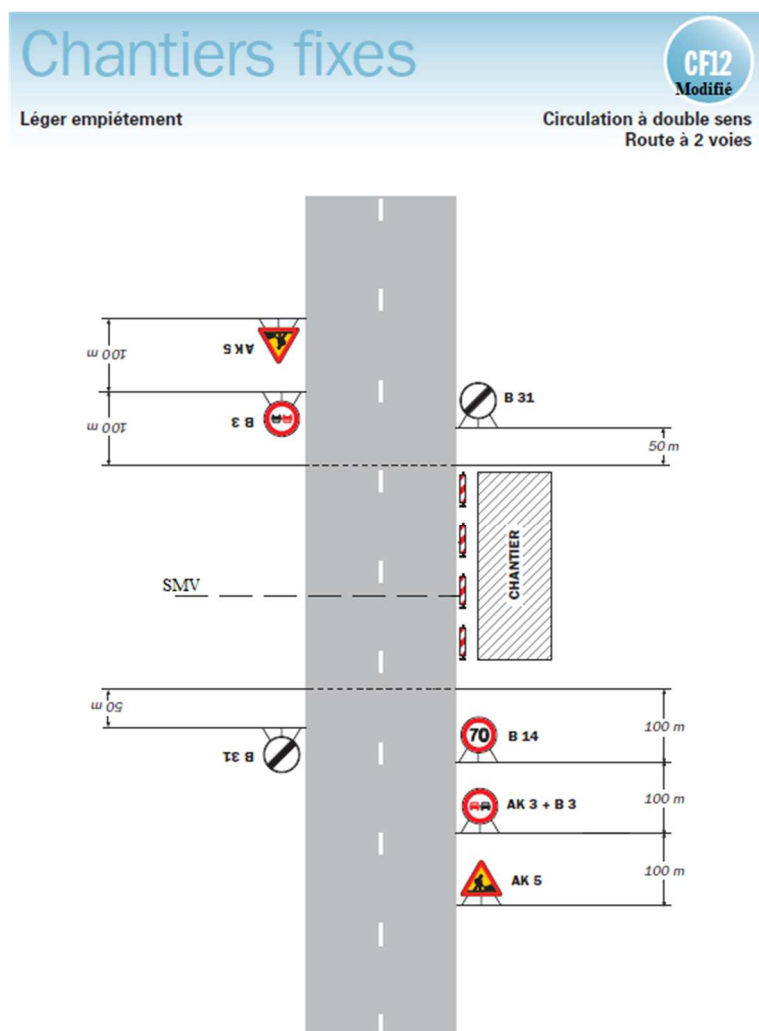 Chantiers fixes
CF12
Modifié
Léger empiétement
Circulation à double sens
Route à 2 voies
100 m
AK 5
100 m
B 3
B 31
50 m
CHANTIER
SMV
50 m
B 31
70
B 14
100 m
AK 3 + B 3
100 m
AK 5
100 m